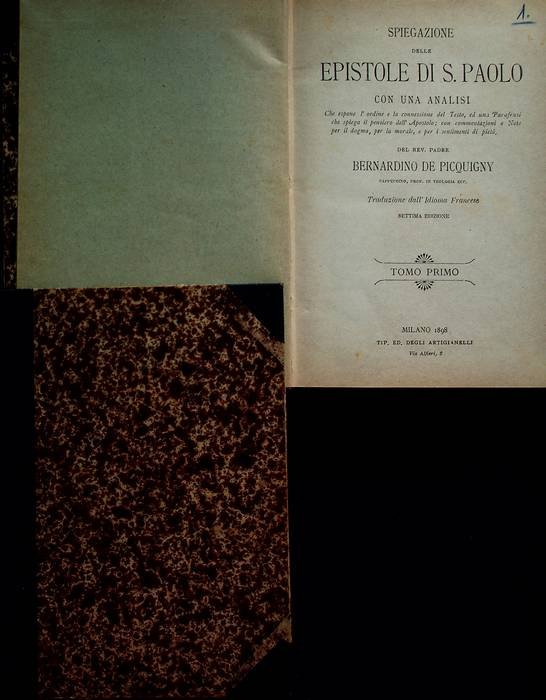 1.
SPIEGAZIONE
DELLE
EPISTOLE DI S. PAOLO
CON UNA ANALISI
Che espone l'ordine e la connessione del Testo, ed una Parafrasi
che spiega il pensiero dell'Apostolo; con commentazioni e Note
per il dogma, per la morale, e per i sentimenti di pietà.
DEL REV. PADRE
BERNARDINO DE PICQUIGNY
CAPPUCCINO, PROF. IN TEOLOGIA ECC.
Traduzione dall'Idioma Francese
SETTIMA EDIZIONE
TOMO PRIMO
MILANO 1898
TIP. ED. DEGLI ARTIGIANELLI
Via Alfieri,